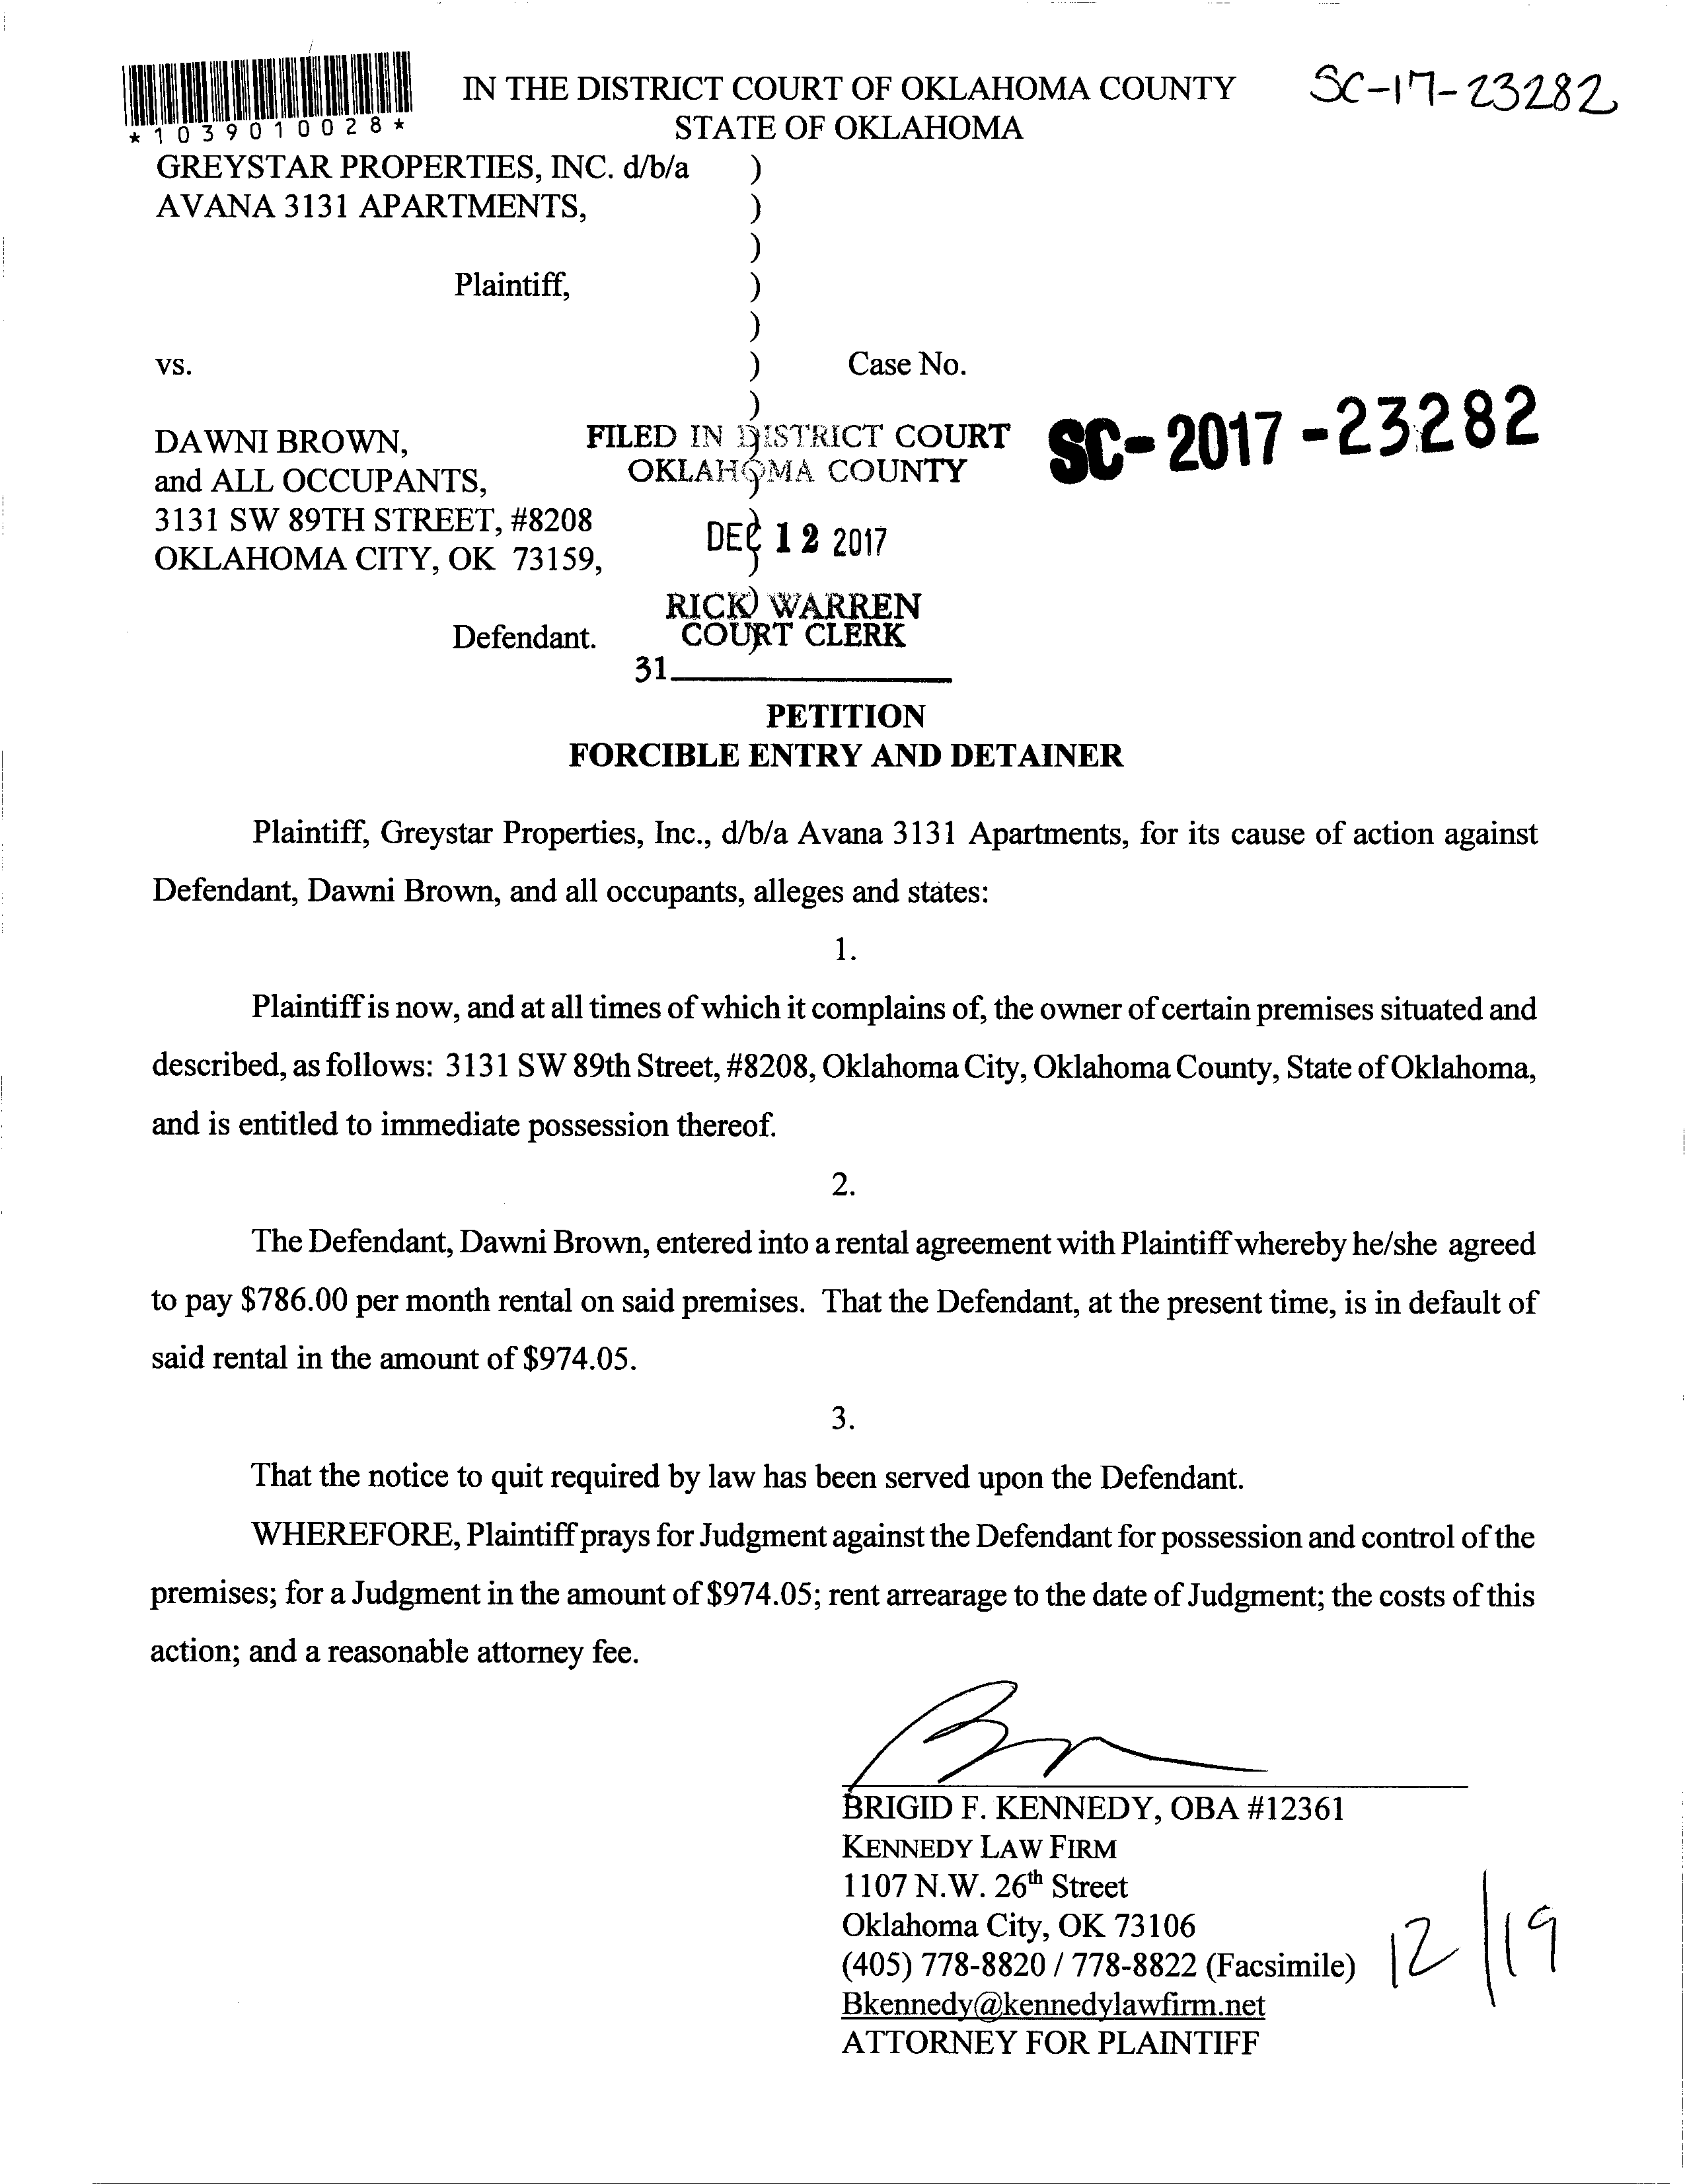 IN THE DISTRICT COURT OF OKLAHOMA COUNTY
SC-17-23282
STATE OF OKLAHOMA
*1039010028*
GREYSTAR PROPERTIES, INC. d/b/a )
AVANA 3131 APARTMENTS, )
)
Plaintiff, )
)
vs. ) Case No.
)
DAWNI BROWN, FILED IN DISTRICT COURT SC-2017-23282
and ALL OCCUPANTS, OKLAHOMA COUNTY
3131 SW 89TH STREET, #8208
DEC 12 2017
OKLAHOMA CITY, OK 73159, )
RICK WARREN
Defendant. COURT CLERK
31
PETITION
FORCIBLE ENTRY AND DETAINER
Plaintiff, Greystar Properties, Inc., d/b/a Avana 3131 Apartments, for its cause of action against
Defendant, Dawni Brown, and all occupants, alleges and states:
1.
Plaintiff is now, and at all times of which it complains of, the owner of certain premises situated and
described, as follows: 3131 SW 89th Street, #8208, Oklahoma City, Oklahoma County, State of Oklahoma,
and is entitled to immediate possession thereof.
2.
The Defendant, Dawni Brown, entered into a rental agreement with Plaintiff whereby he/she agreed
to pay $786.00 per month rental on said premises. That the Defendant, at the present time, is in default of
said rental in the amount of $974.05.
3.
That the notice to quit required by law has been served upon the Defendant.
WHEREFORE, Plaintiff prays for Judgment against the Defendant for possession and control of the
premises; for a Judgment in the amount of $974.05; rent arrearage to the date of Judgment; the costs of this
action; and a reasonable attorney fee.
BRIGID F. KENNEDY, OBA #12361
KENNEDY LAW FIRM
1107 N.W. 26th Street
Oklahoma City, OK 73106
(405) 778-8820 / 778-8822 (Facsimile)
12/19
Bkennedy@kennedylawfirm.net
ATTORNEY FOR PLAINTIFF